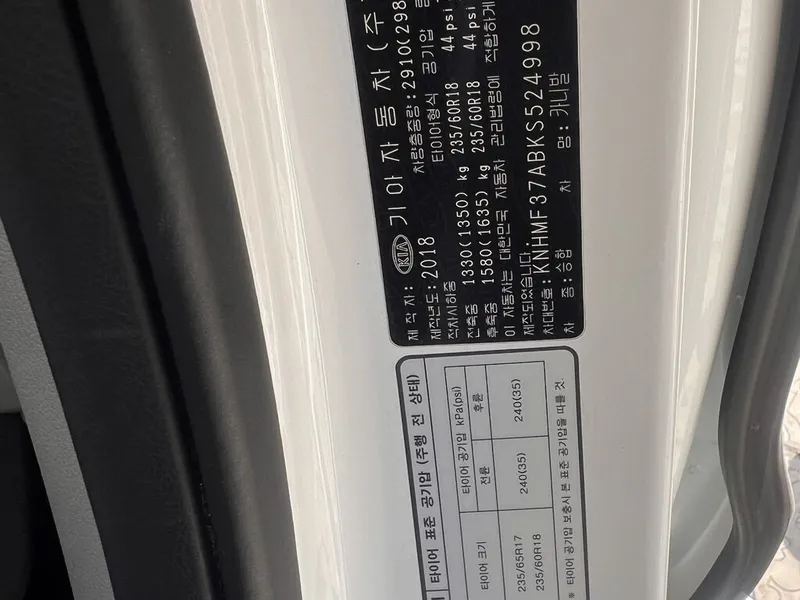 제 작 자: KIA 기 아 자 동 차 ( 주
제작년도: 2018 차량총중량: 2910(298
적차시하중 타이어형식 공기압
전축중 1330(1350) kg 235/60R18 44 psi
후축중 1580(1635) kg 235/60R18 44 psi
이 자동차는 대한민국 자동차 관리법령에 적합하게
제작되었습니다.
차대번호: KNHMF37ABKS524998
차 종: 승합 차 명: 카니발
타이어 표준 공기압 (주행 전 상태)
타이어 크기 타이어 공기압 kPa(psi)
전륜 후륜
235/65R17 240(35) 240(35)
235/60R18
타이어 공기압 보충시 본 표준 공기압을 따를 것.